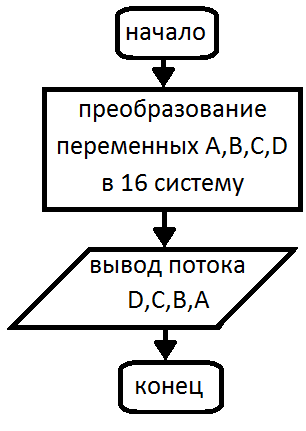 начало
преобразование
переменных A,B,C,D
в 16 систему
вывод потока
D,C,B,A
конец